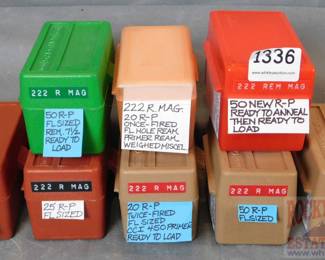 1336
222 R MAG
50 R-P
FL SIZED
REM. 7½
READY TO
LOAD
222 R MAG.
20 R-P
ONCE-FIRED
FL HOLE REAM.
PRIMER REAM.
WEIGHED MISCEL.
222 REM MAG
50 NEW R-P
READY TO ANNEAL
THEN READY TO
LOAD
222 R MAG
25 R-P
FL SIZED
222 R MAG
20 R-P
TWICE-FIRED
FL SIZED
CCI 450 PRIMER
READY TO LOAD
222 R MAG
50 R-P
FL SIZED
ESTATE